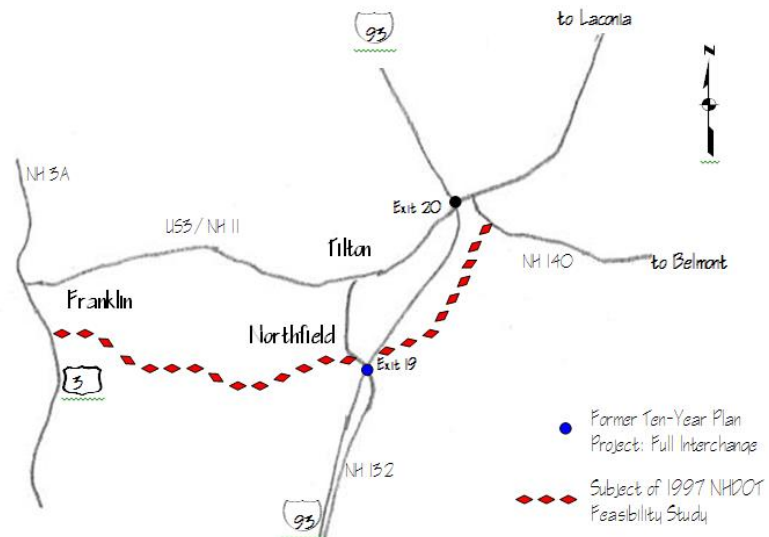 to Laconia
93
N
NH 3A
Exit 20
US3/ NH 11
Tilton
NH 140
to Belmont
Franklin
Northfield
Exit 19
3
Former Ten-Year Plan
Project: Full Interchange
NH 132
Subject of 1997 NHDOT
Feasibility Study
93